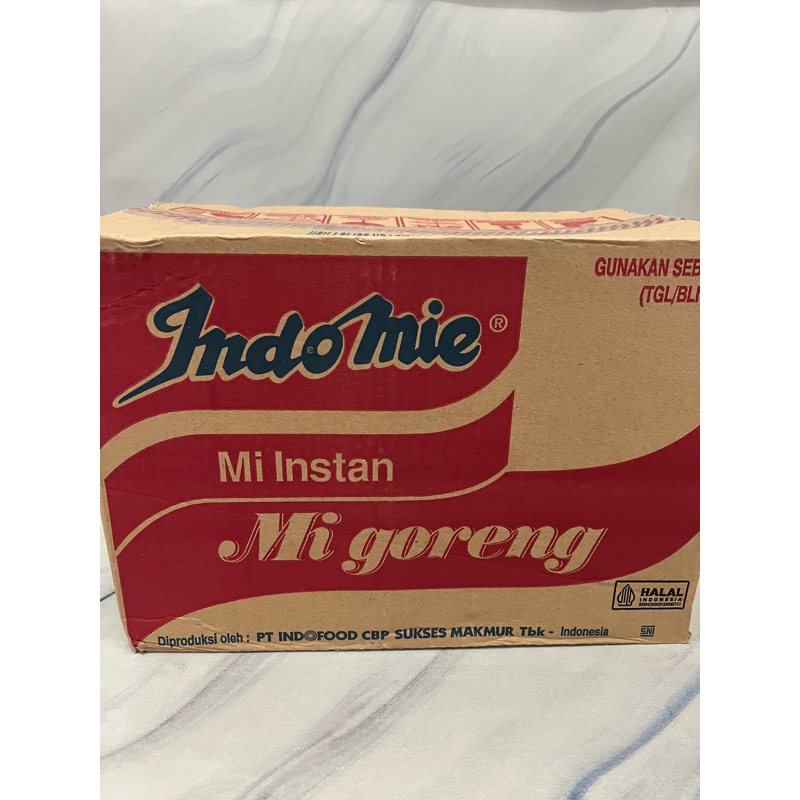 GUNAKAN SEB
(TGL/BLN
Indomie®
Mi Instan
Mi goreng
HALAL
INDONESIA
Diproduksi oleh : PT INDOFOOD CBP SUKSES MAKMUR Tbk - Indonesia
SNI